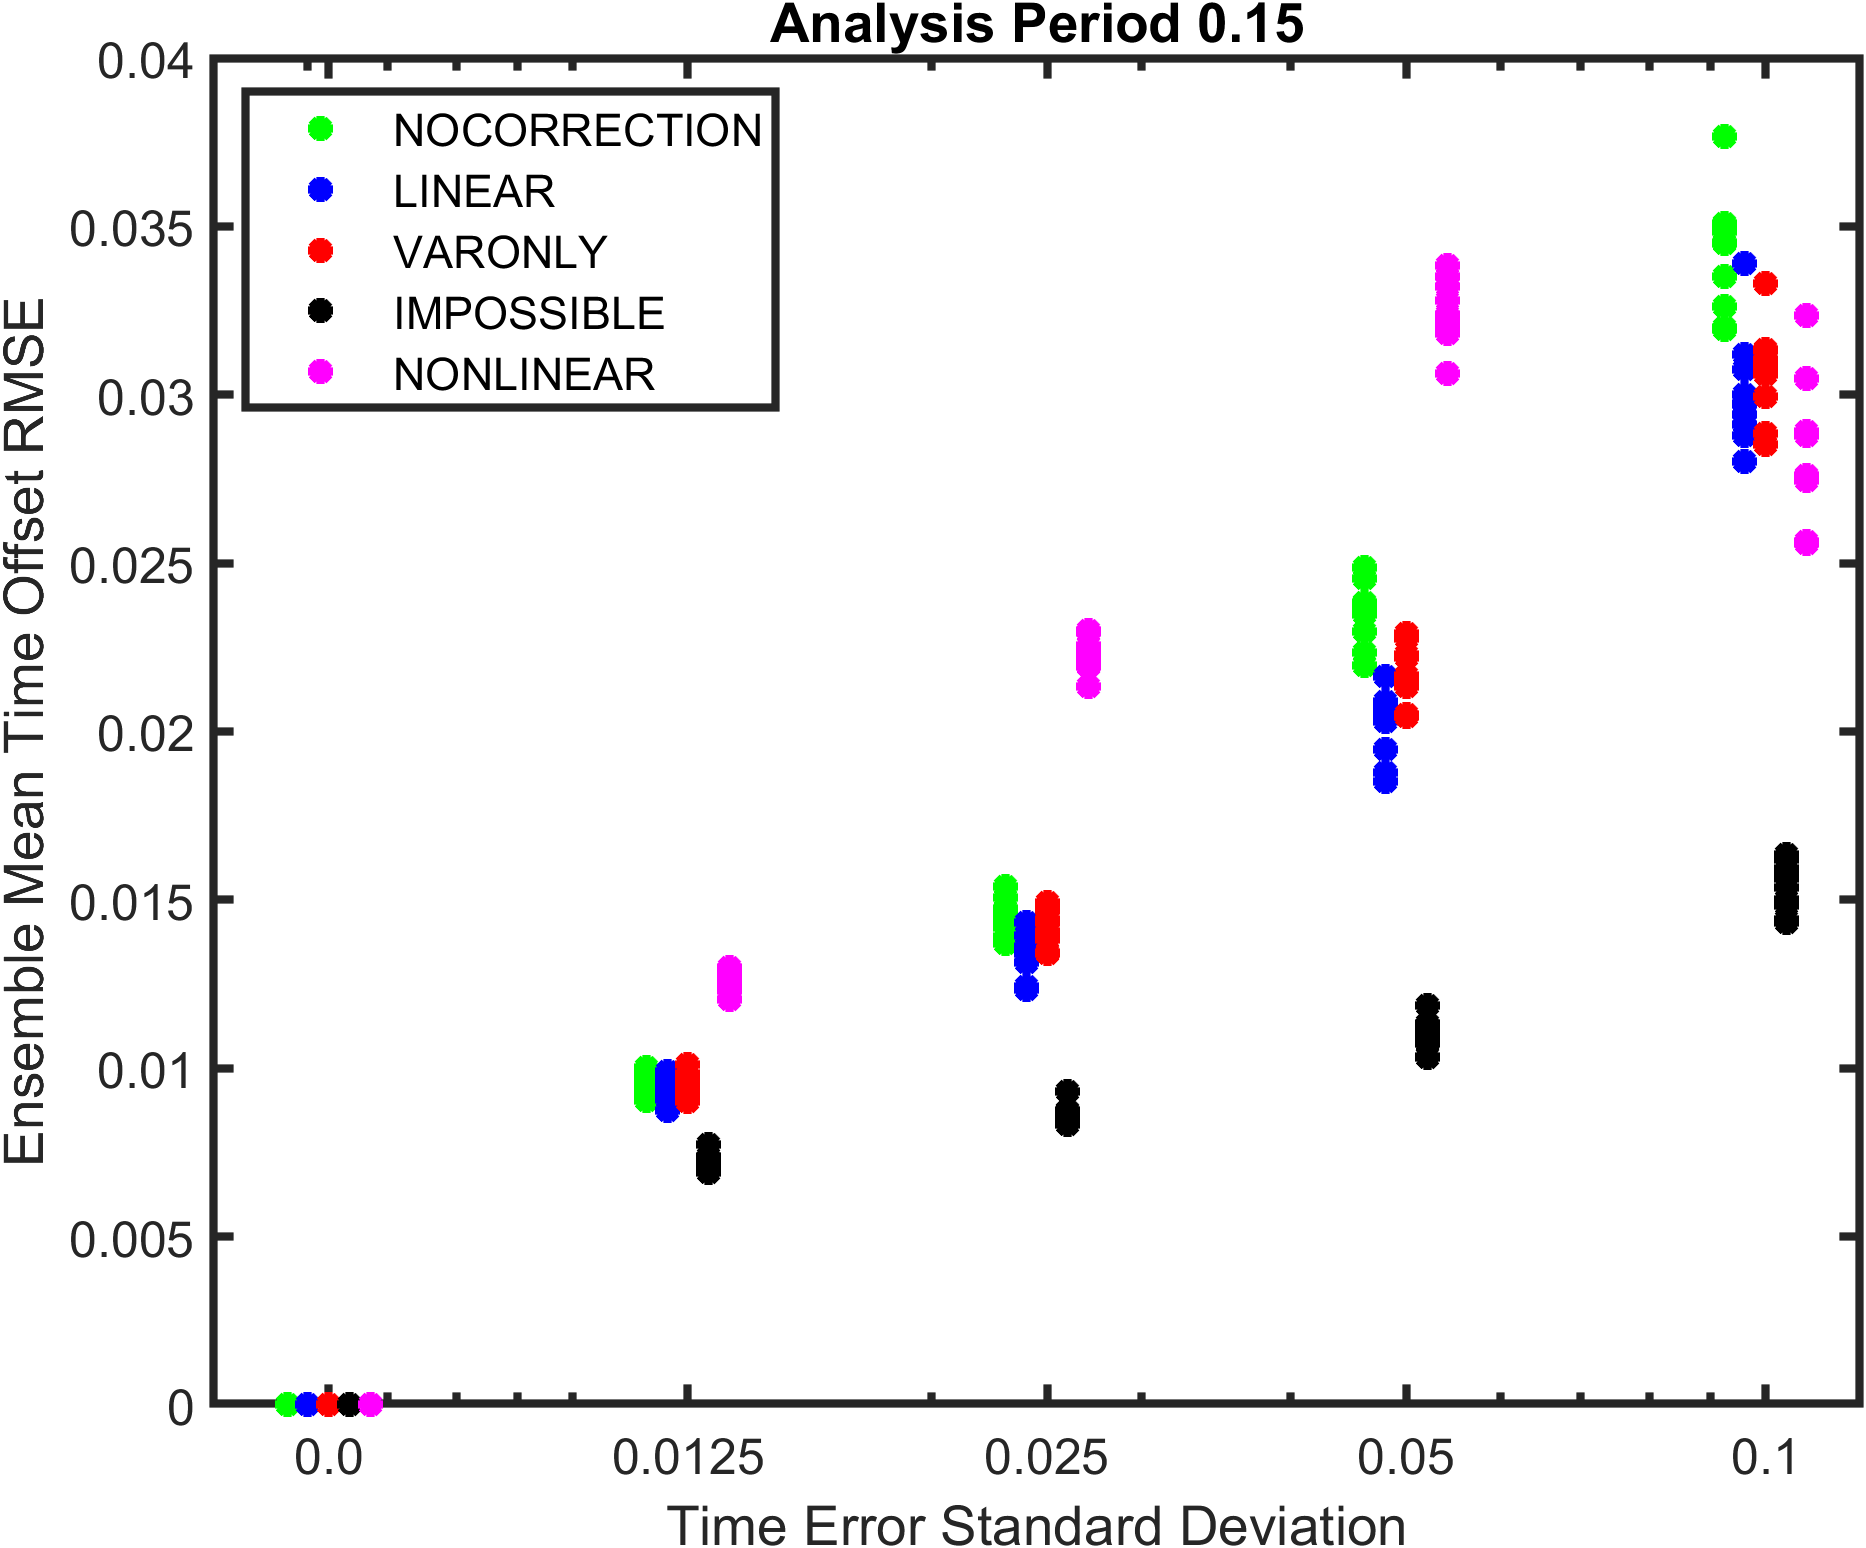 Analysis Period 0.15
0.04
0.035
0.03
0.025
0.02
0.015
0.01
0.005
0
Ensemble Mean Time Offset RMSE
NOCORRECTION
LINEAR
VARONLY
IMPOSSIBLE
NONLINEAR
0.0 0.0125 0.025 0.05 0.1
Time Error Standard Deviation